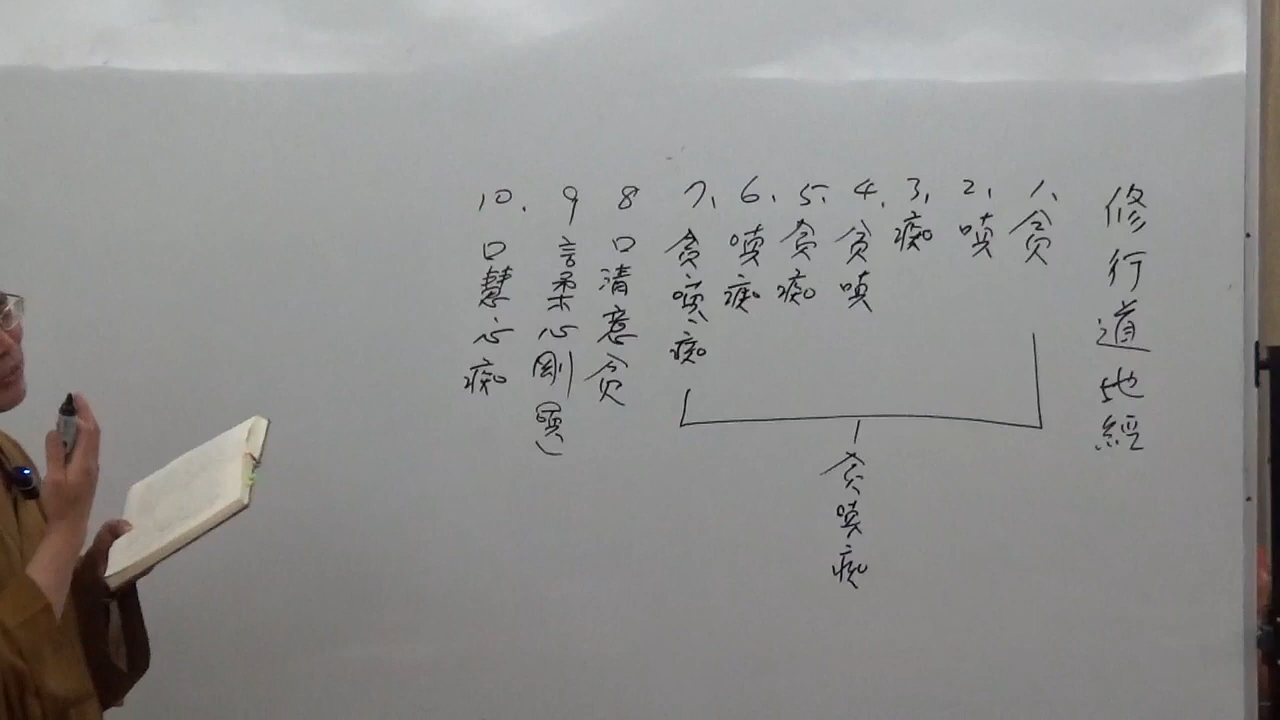 修行道地經
1、貪
2、嗔
3、痴
4、貪嗔
5、貪痴
6、嗔痴
7、貪嗔痴
貪嗔痴
8 口清意貪
9 言柔心剛(嗔)
10、口慧心痴